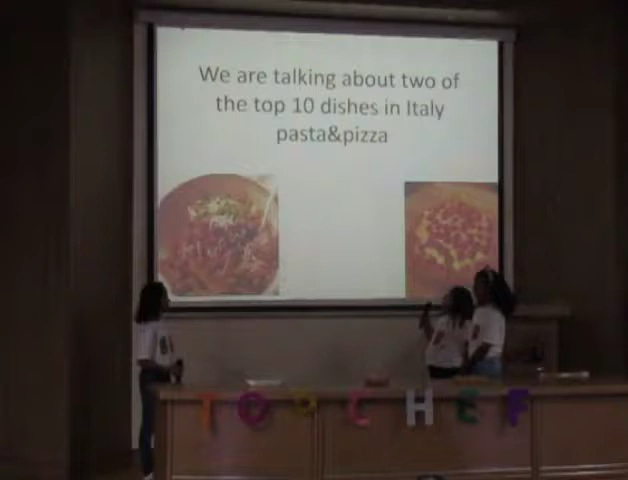 We are talking about two of
the top 10 dishes in Italy
pasta&pizza
TOP CHEF